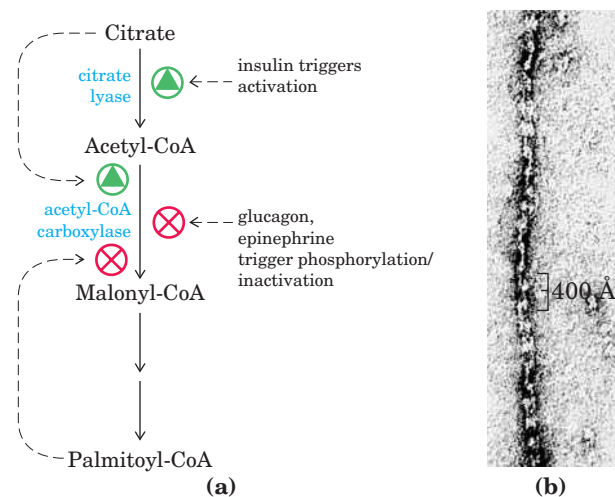 Citrate
citrate
lyase
insulin triggers
activation
Acetyl-CoA
acetyl-CoA
carboxylase
glucagon,
epinephrine
trigger phosphorylation/
inactivation
Malonyl-CoA
Palmitoyl-CoA
(a)
400 Å
(b)